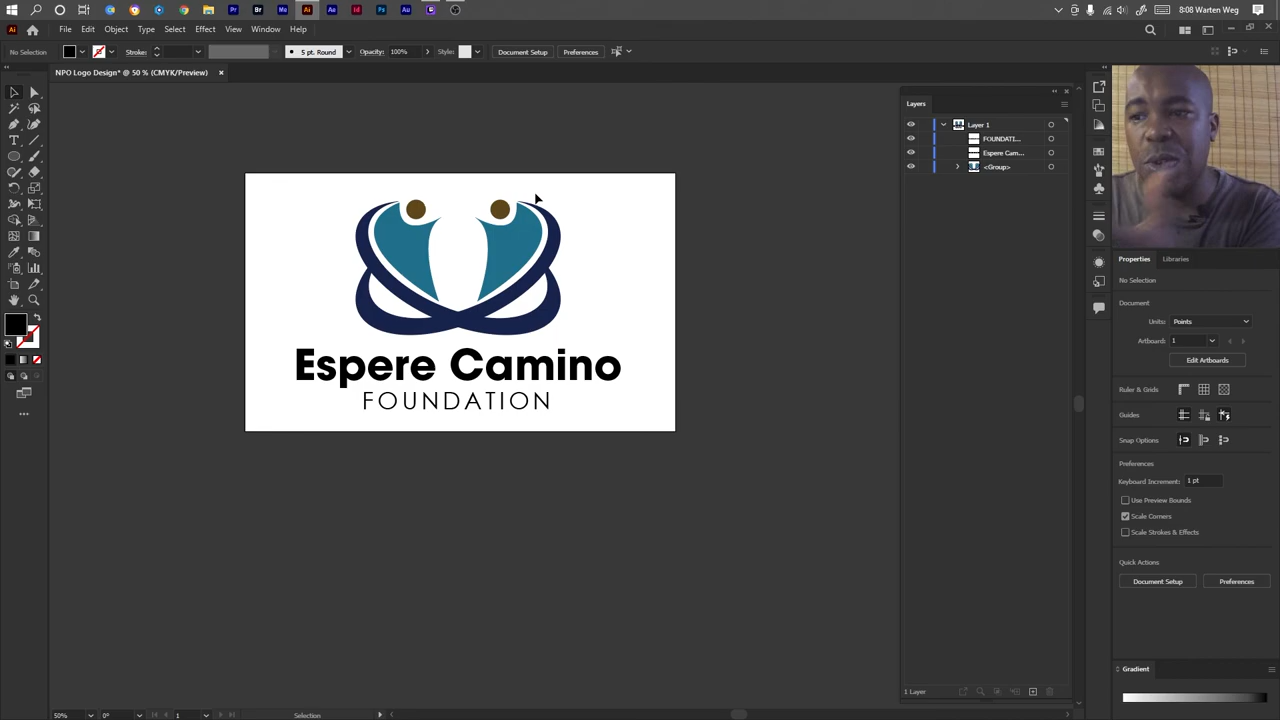 8:08 Warten Weg
Ai File Edit Object Type Select Effect View Window Help
No Selection Stroke: 5 pt. Round Opacity: 100% Style: Document Setup Preferences
NPO Logo Design* @ 50 % (CMYK/Preview) ×
Layers
Layer 1
FOUNDATI...
Espere Cam...
<Group>
Espere Camino
FOUNDATION
Properties Libraries
No Selection
Document
Units: Points
Artboard: 1
Edit Artboards
Ruler & Grids
Guides
Snap Options
Preferences
Keyboard Increment: 1 pt
Use Preview Bounds
Scale Corners
Scale Strokes & Effects
Quick Actions
Document Setup Preferences
Gradient
1 Layer
50% 0° 1 Selection